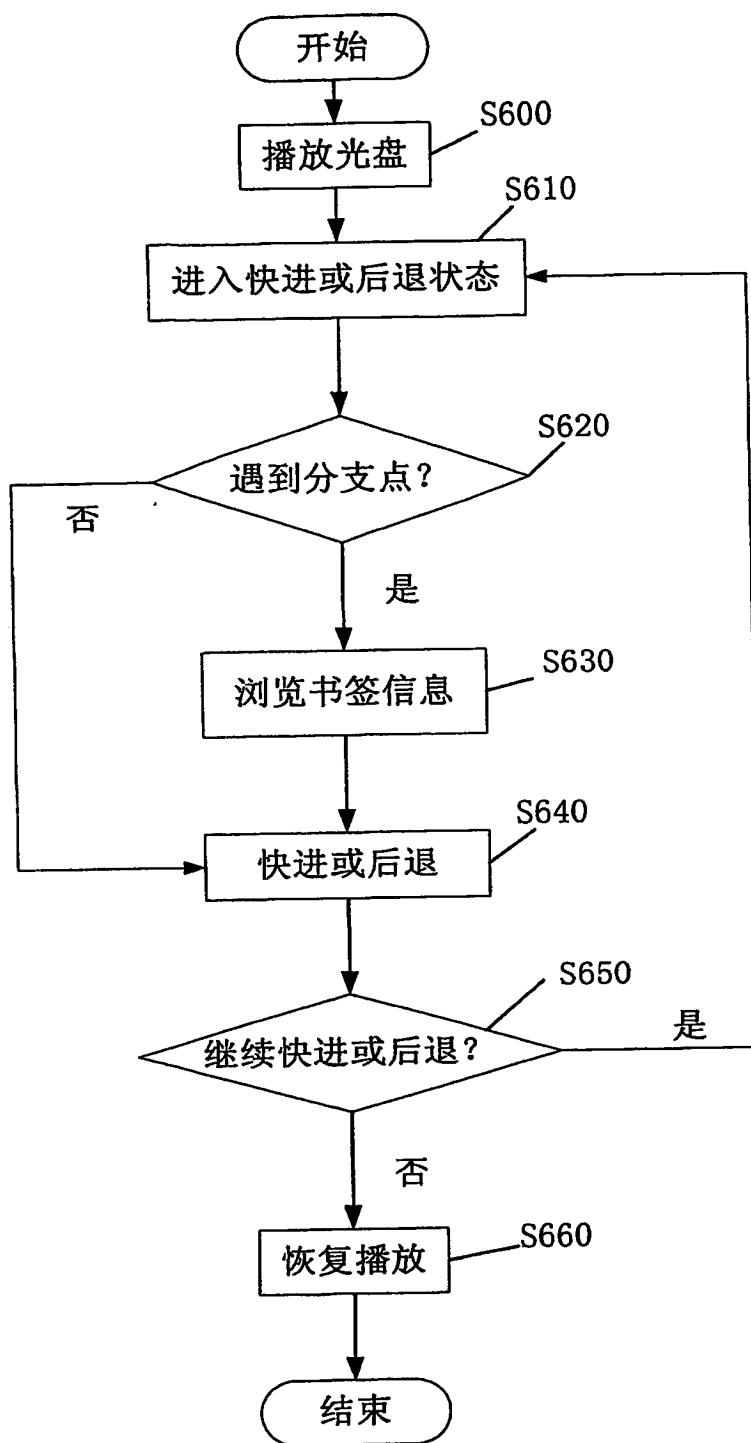 开始
S600
播放光盘
S610
进入快进或后退状态
S620
遇到分支点?
否
是
S630
浏览书签信息
S640
快进或后退
S650
继续快进或后退?
是
否
S660
恢复播放
结束